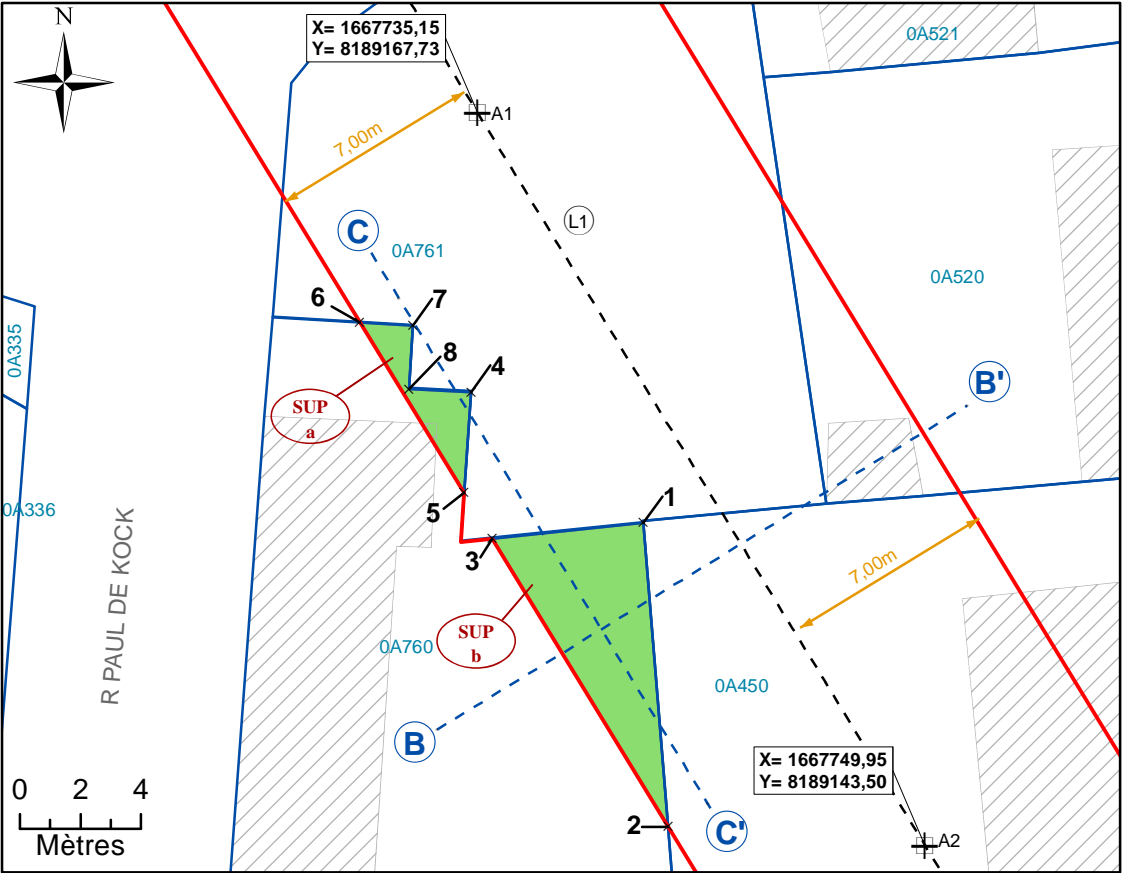 N
X= 1667735,15
Y= 8189167,73
0A521
A1
7,00m
L1
C
0A761
0A520
6
7
0A335
8
4
B'
SUP
a
0A336
5
1
3
7,00m
R PAUL DE KOCK
SUP
b
0A760
0A450
B
X= 1667749,95
Y= 8189143,50
0 2 4
Mètres
2
C'
A2